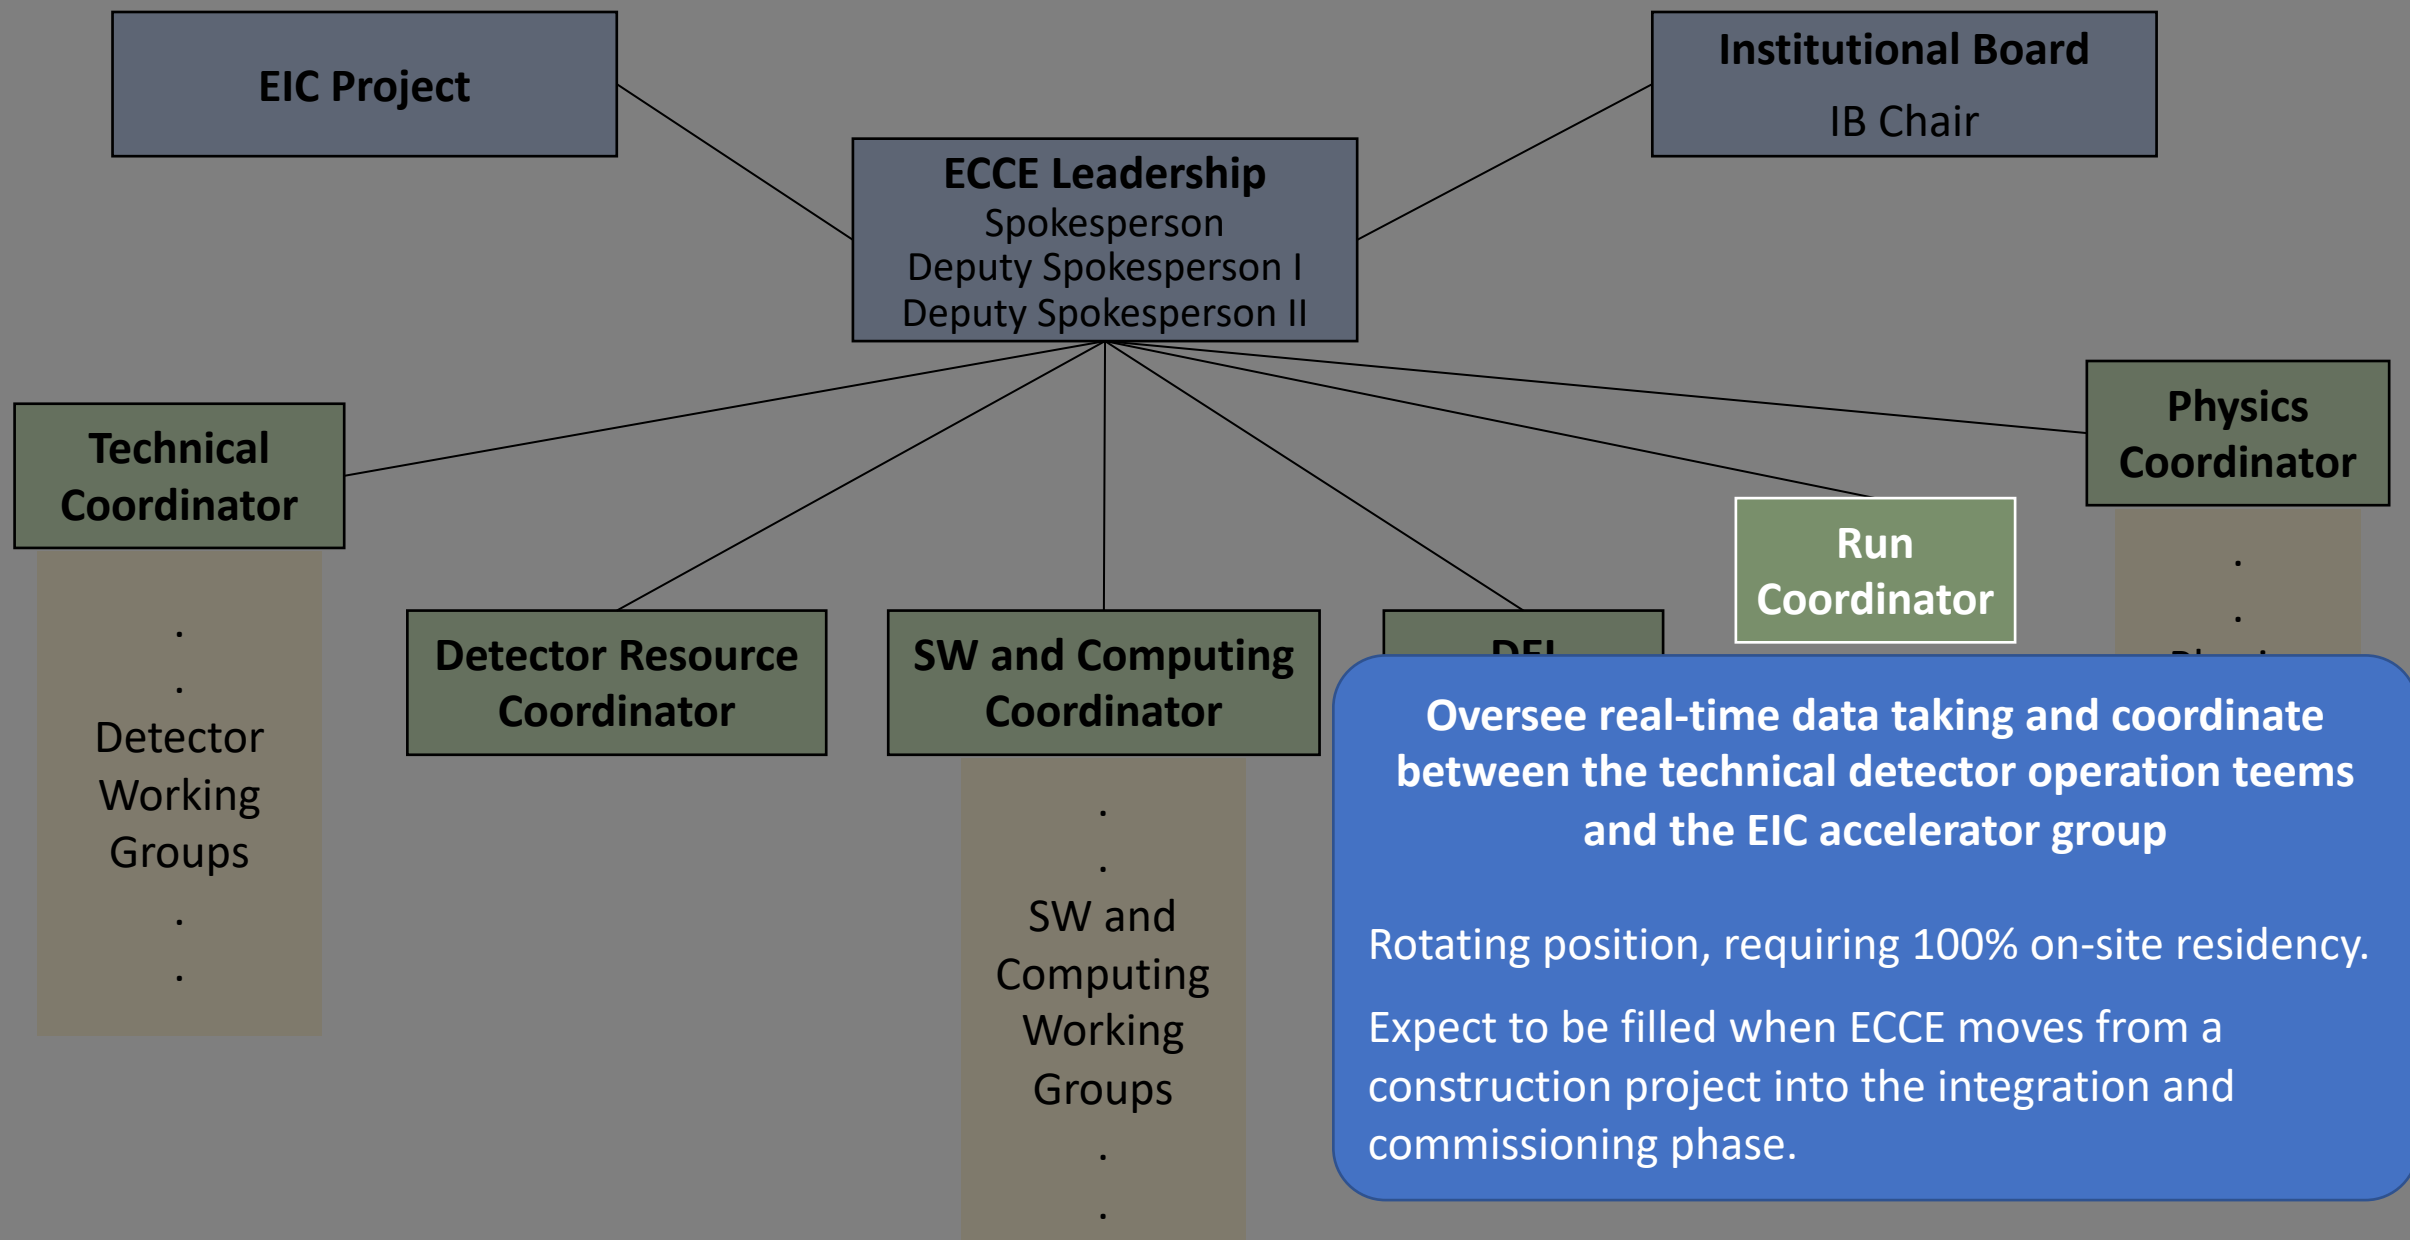 EIC Project
Institutional Board
IB Chair
ECCE Leadership
Spokesperson
Deputy Spokesperson I
Deputy Spokesperson II
Technical
Coordinator
.
.
Detector
Working
Groups
.
.
Detector Resource
Coordinator
SW and Computing
Coordinator
.
.
SW and
Computing
Working
Groups
.
.
Run
Coordinator
Physics
Coordinator
.
.
Oversee real-time data taking and coordinate
between the technical detector operation teems
and the EIC accelerator group
Rotating position, requiring 100% on-site residency.
Expect to be filled when ECCE moves from a
construction project into the integration and
commissioning phase.